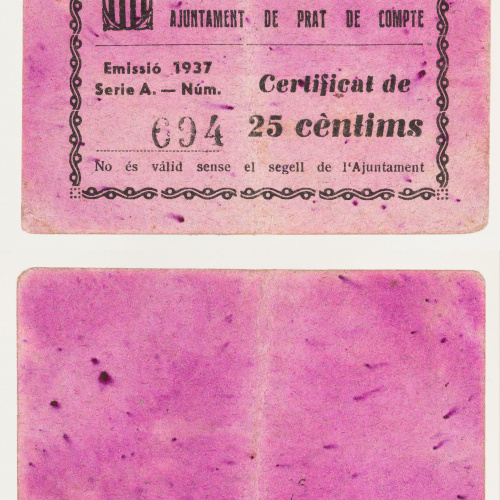 AJUNTAMENT DE PRAT DE COMPTE
Emissió 1937
Serie A. — Núm.
694
Certificat de
25 cèntims
No és válid sense el segell de l'Ajuntament